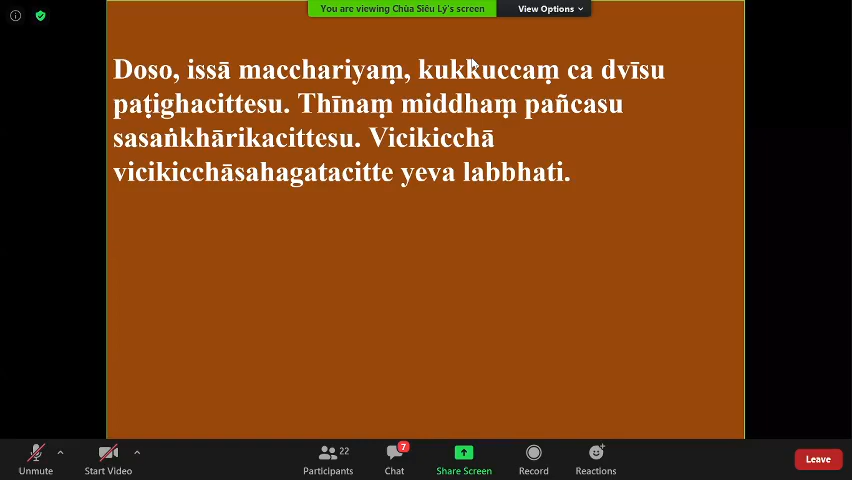 You are viewing Chùa Siêu Lý's screen
View Options
Doso, issā macchariyaṃ, kukkuccaṃ ca dvīsu
paṭighacittesu. Thīnaṃ middhaṃ pañcasu
sasaṅkhārikacittesu. Vicikicchā
vicikicchāsahagatacitte yeva labbhati.
22
7
Unmute
Start Video
Participants
Chat
Share Screen
Record
Reactions
Leave